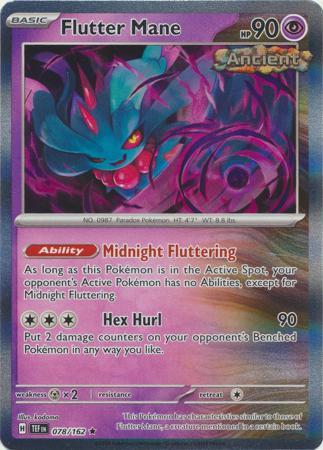 BASIC
Flutter Mane HP 90
Ancient
NO. 0987 Paradox Pokémon. HT: 4'7" WT: 8.8 lbs.
Ability Midnight Fluttering
As long as this Pokémon is in the Active Spot, your
opponent's Active Pokémon has no Abilities, except for
Midnight Fluttering.
Hex Hurl 90
Put 2 damage counters on your opponent's Benched
Pokémon in any way you like.
weakness ×2 resistance retreat
Illus. kodama
H TEF EN 078/162 ★
This Pokémon has characteristics similar to those of
Flutter Mane, a creature mentioned in a certain book.